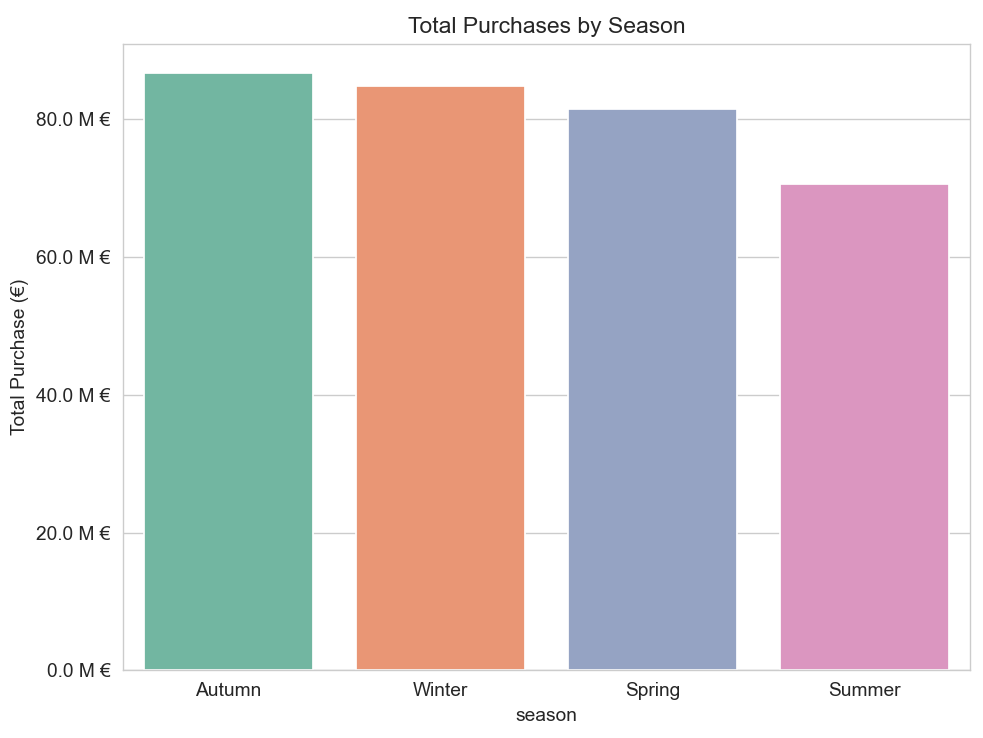 Total Purchases by Season
Total Purchase (€)
80.0 M €
60.0 M €
40.0 M €
20.0 M €
0.0 M €
Autumn
Winter
Spring
Summer
season